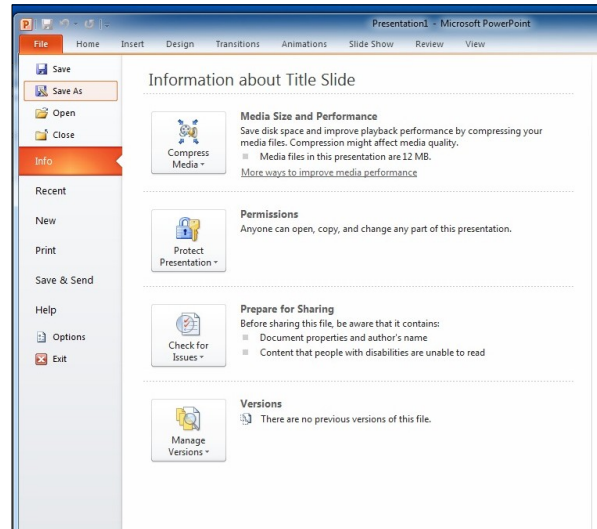 Presentation1 - Microsoft PowerPoint
File Home Insert Design Transitions Animations Slide Show Review View
Save
Save As
Open
Close
Info
Recent
New
Print
Save & Send
Help
Options
Exit
Information about Title Slide
Compress
Media
Media Size and Performance
Save disk space and improve playback performance by compressing your
media files. Compression might affect media quality.
Media files in this presentation are 12 MB.
More ways to improve media performance
Protect
Presentation
Permissions
Anyone can open, copy, and change any part of this presentation.
Check for
Issues
Prepare for Sharing
Before sharing this file, be aware that it contains:
Document properties and author's name
Content that people with disabilities are unable to read
Manage
Versions
Versions
There are no previous versions of this file.